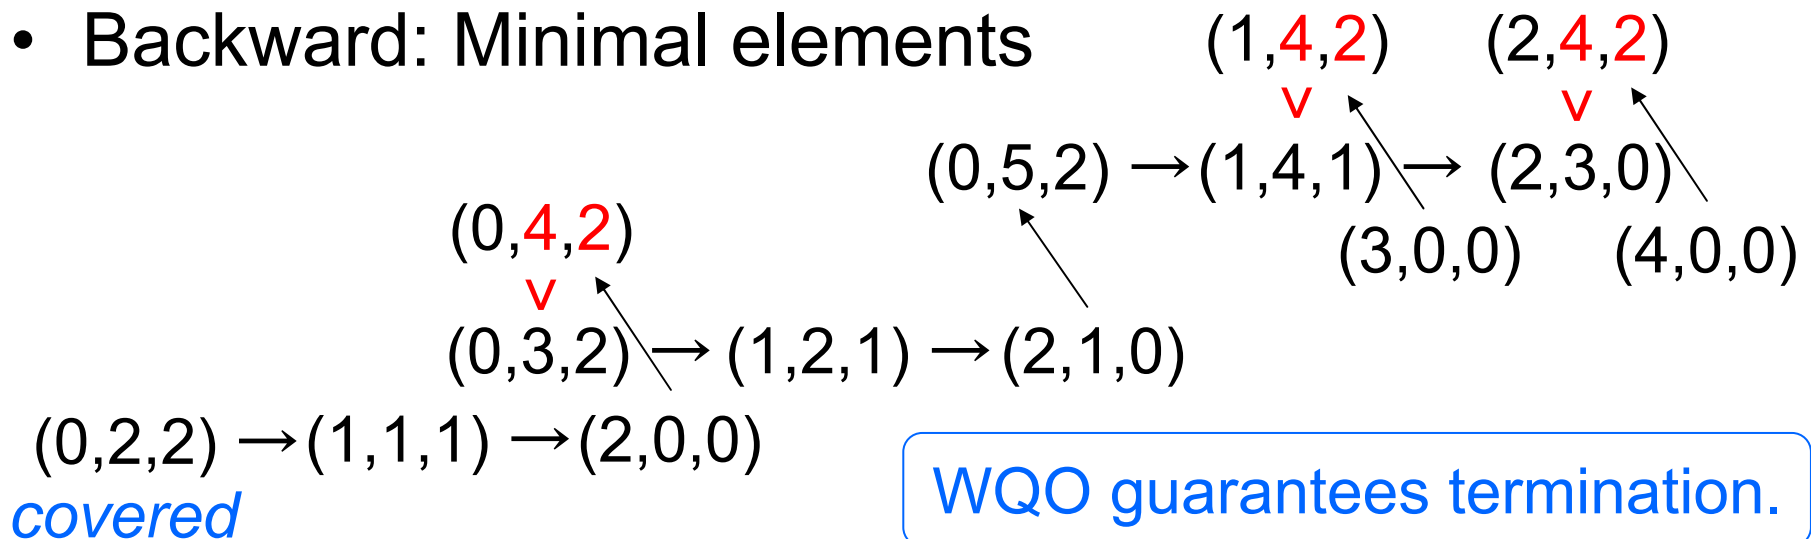 • Backward: Minimal elements
(1,4,2) (2,4,2)
v v
(0,5,2) →(1,4,1) → (2,3,0)
(0,4,2)
(3,0,0) (4,0,0)
v
(0,3,2) → (1,2,1) →(2,1,0)
(0,2,2) →(1,1,1) →(2,0,0)
WQO guarantees termination.
covered